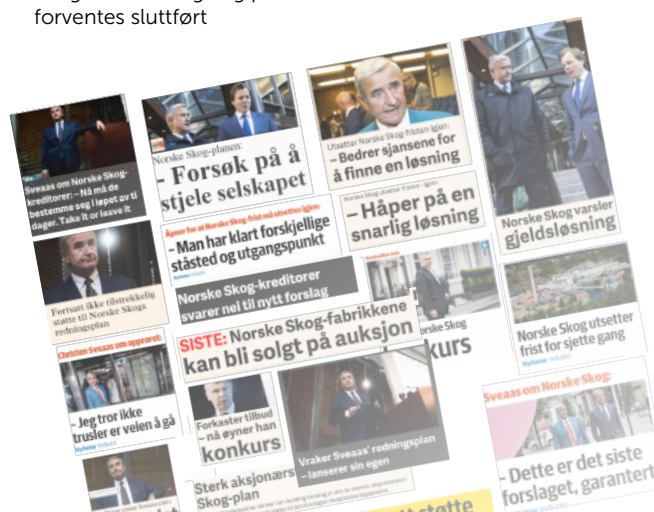 forventes sluttført
Sveaas om Norske Skog-
kreditorer: – Nå må de
bestemme seg i løpet av ti
dager. Take it or leave it
Norske Skog-planen:
- Forsøk på å
stjele selskapet
Utsetter Norske Skog-fristen igjen:
– Bedrer sjansene for
å finne en løsning
Norske Skog varsler
gjeldsløsning
Åpner for at Norske Skog-frist må utsettes igjen:
– Man har klart forskjellige
ståsted og utgangspunkt
Nyheter
– Håper på en
snarlig løsning
Fortsatt ikke tilstrekkelig
støtte til Norske Skogs
redningsplan
Norske Skog-kreditorer
svarer nei til nytt forslag
SISTE: Norske Skog-fabrikkene
kan bli solgt på auksjon
orske Skog
kurs
Norske Skog utsetter
frist for sjette gang
Nyheter
Christen Sveaas om opprøret:
- Jeg tror ikke
trusler er veien å gå
Nyheter
Forkaster tilbud
– nå øyner han
konkurs
Vraker Sveaas' redningsplan
– lanserer sin egen
Sveaas om Norske Skog:
- Dette er det siste
forslaget, garantert
Sterk aksjonærs
Skog-plan
støtte